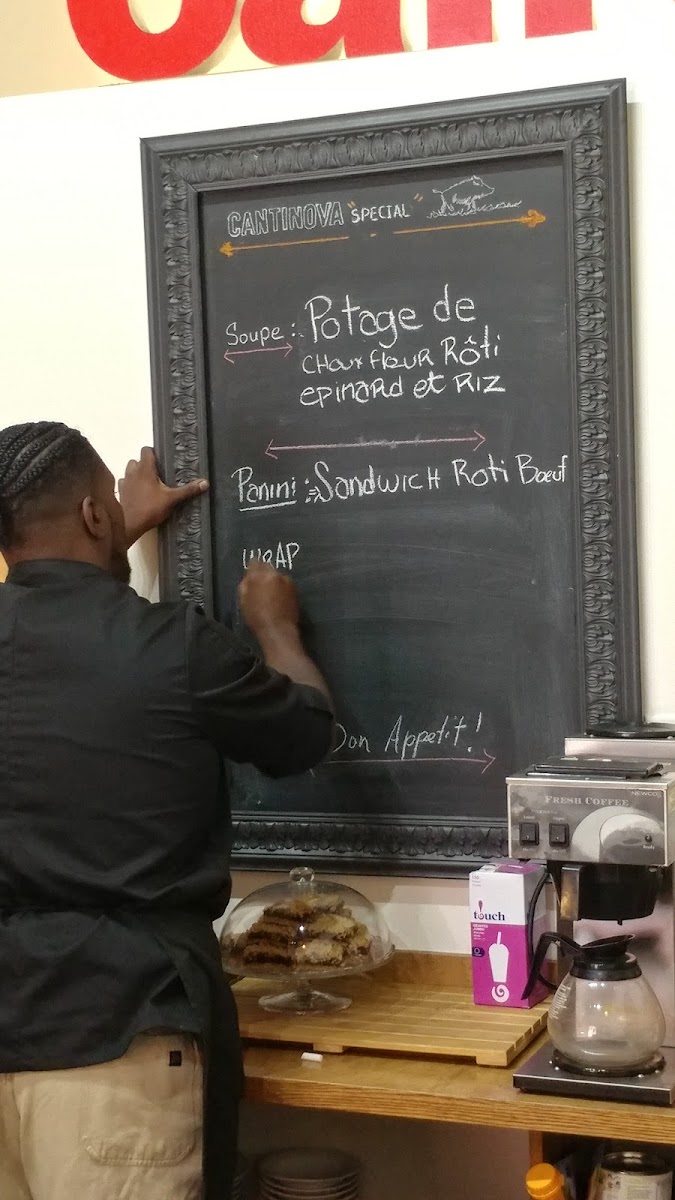 CANTINOVA "SPECIAL"
Soupe : Potage de
CHOUX fleUR Rôti
epinaRd et RIZ
Panini : SandwicH Roti Boeuf
WRAP
Bon Appetit!
FRESH COFFEE
NEWCO
touch